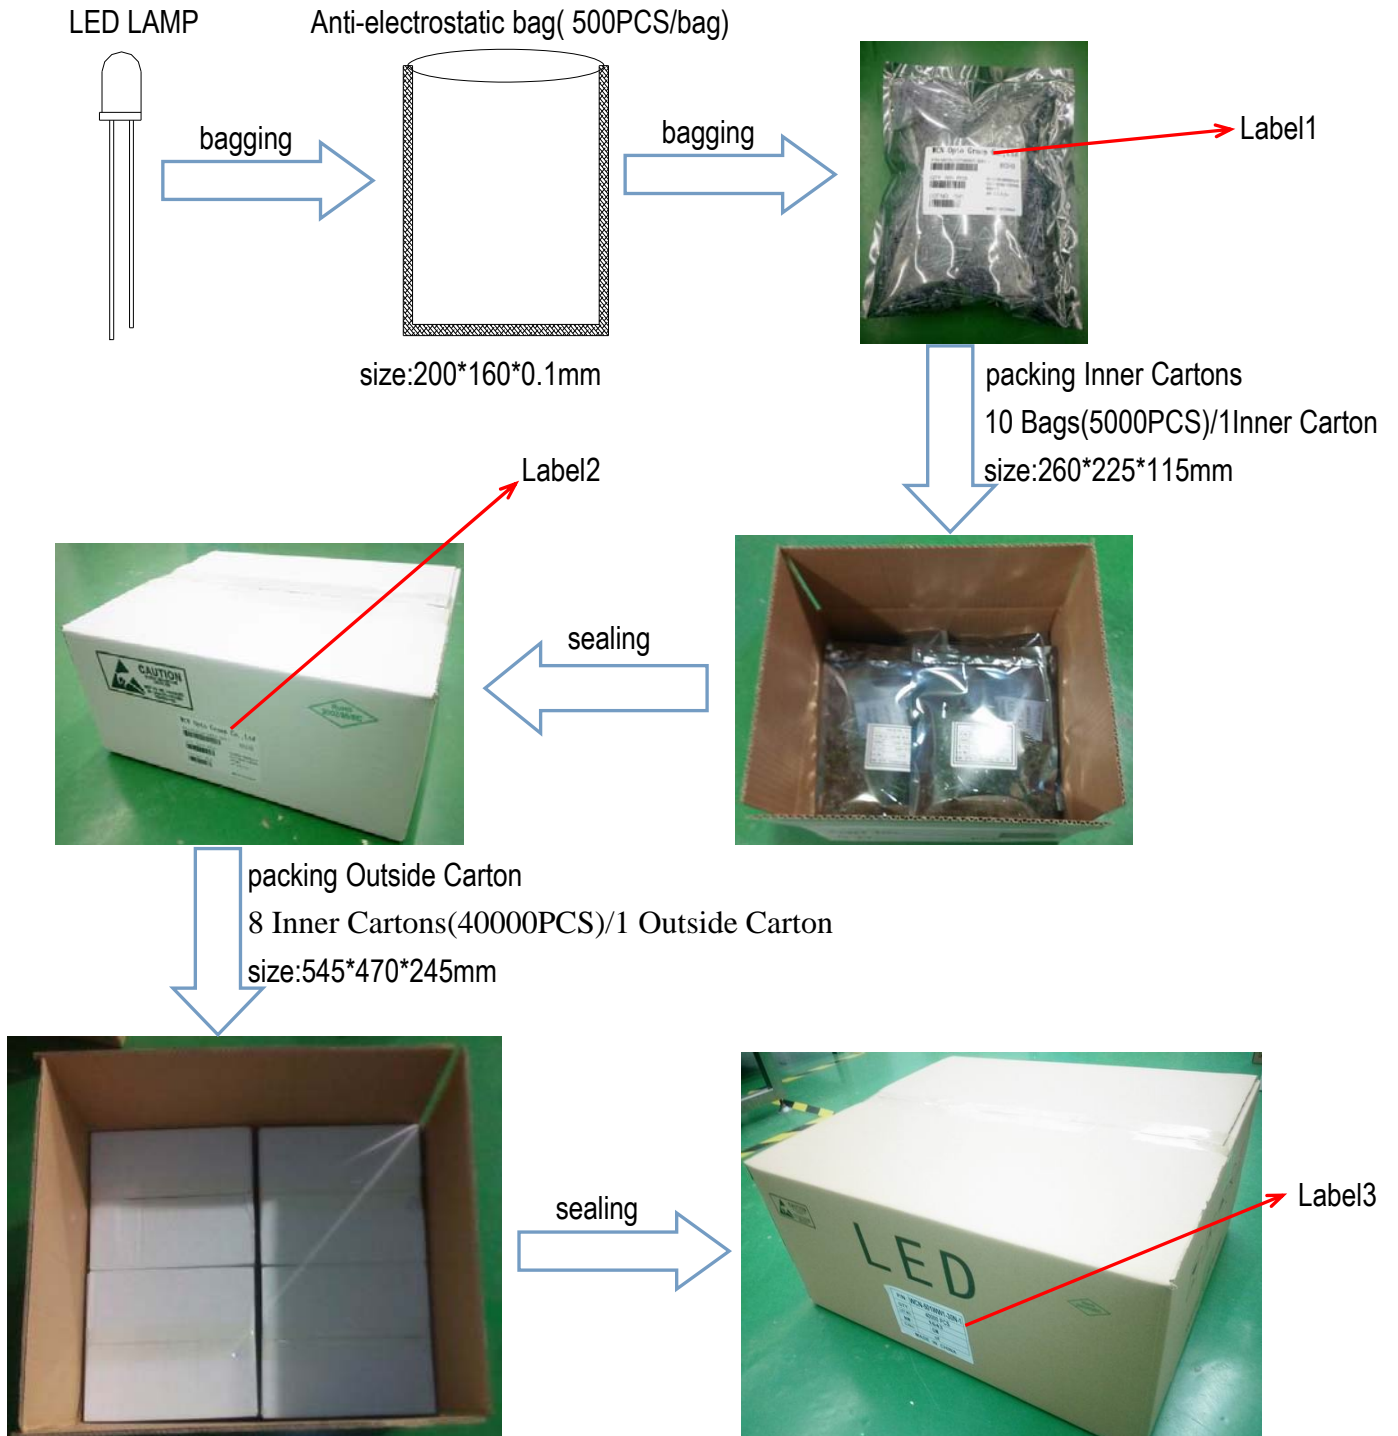 LED LAMP
Anti-electrostatic bag( 500PCS/bag)
bagging
bagging
Label1
size:200*160*0.1mm
packing Inner Cartons
10 Bags(5000PCS)/1Inner Carton
size:260*225*115mm
Label2
sealing
CAUTION
packing Outside Carton
8 Inner Cartons(40000PCS)/1 Outside Carton
size:545*470*245mm
sealing
LED
Label3